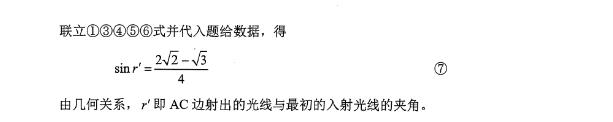 联立①③④⑤⑥式并代入题给数据，得
sin r′ = (2√2 − √3)/4 ⑦
由几何关系，r′即 AC 边射出的光线与最初的入射光线的夹角。